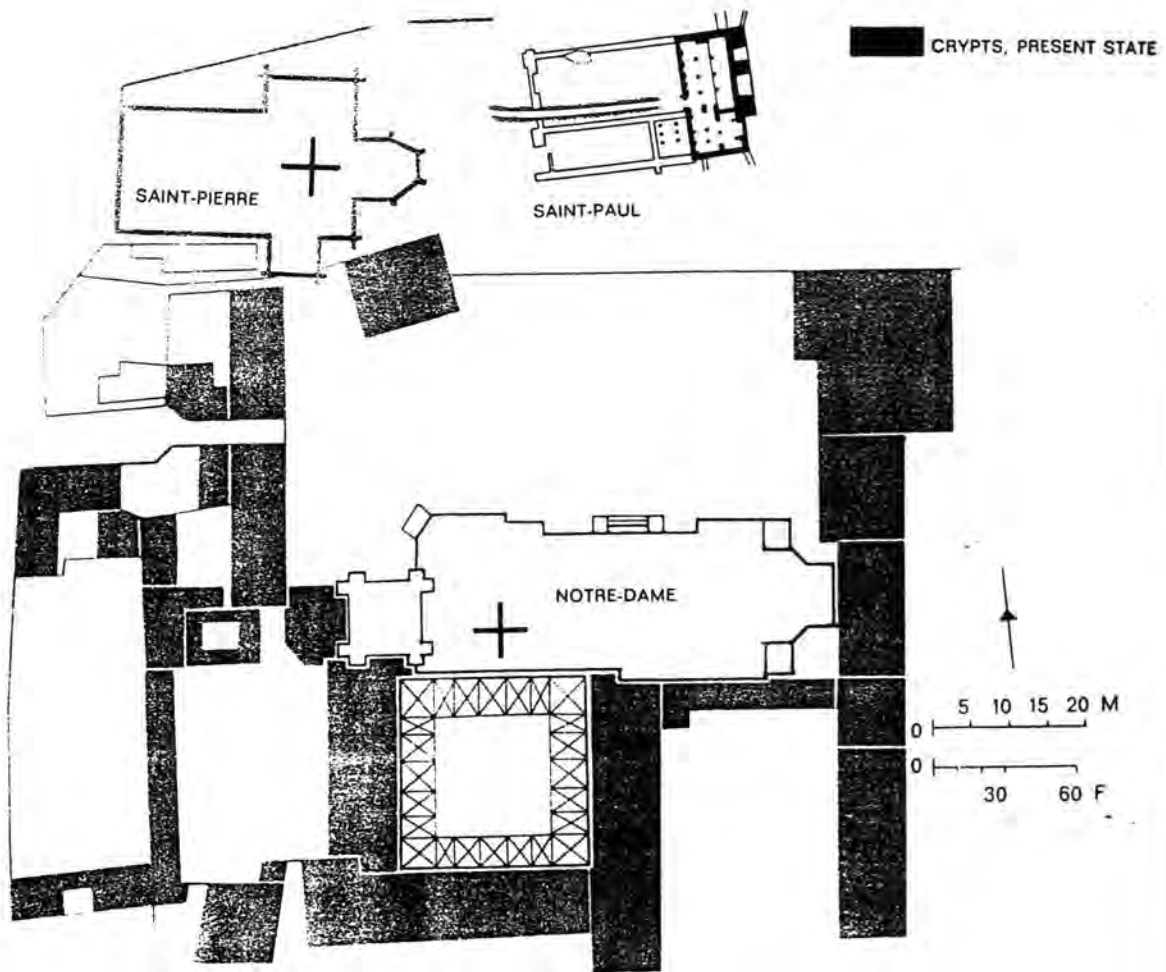 CRYPTS, PRESENT STATE
SAINT-PIERRE
SAINT-PAUL
NOTRE-DAME
0 5 10 15 20 M
0 30 60 F